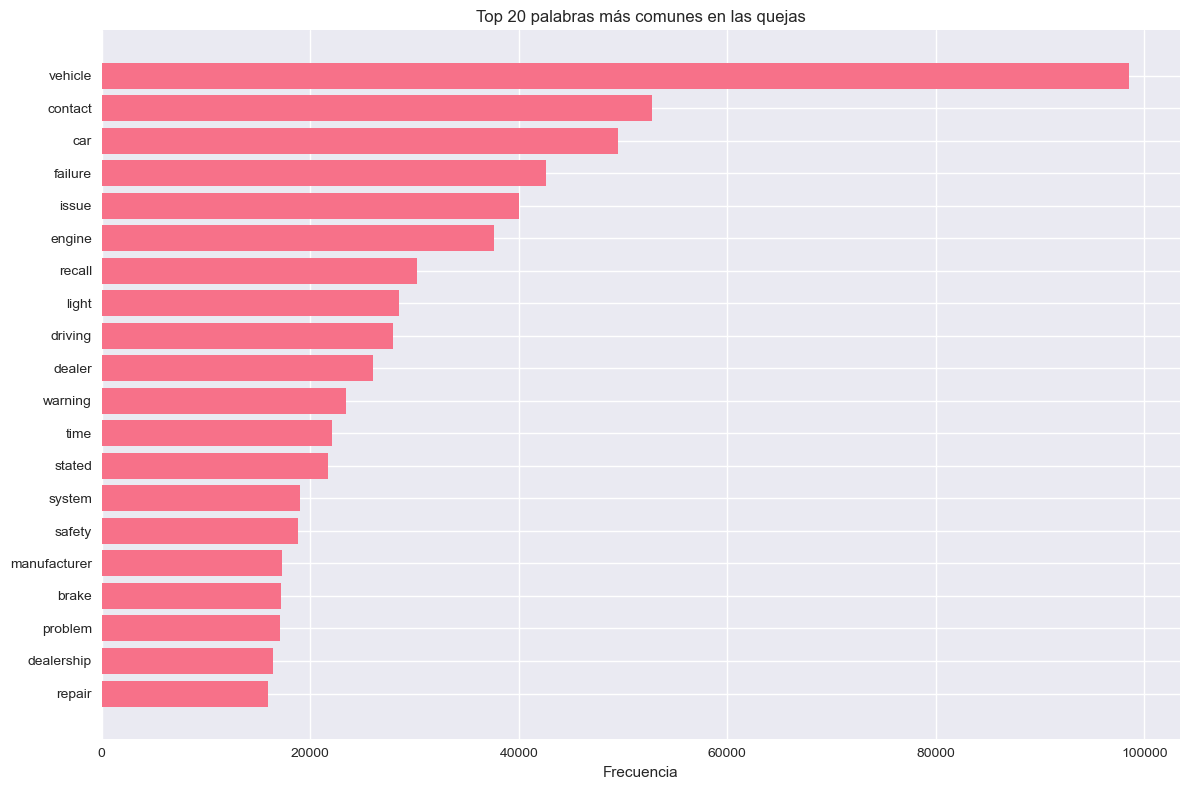 Top 20 palabras más comunes en las quejas
vehicle
contact
car
failure
issue
engine
recall
light
driving
dealer
warning
time
stated
system
safety
manufacturer
brake
problem
dealership
repair
0 20000 40000 60000 80000 100000
Frecuencia